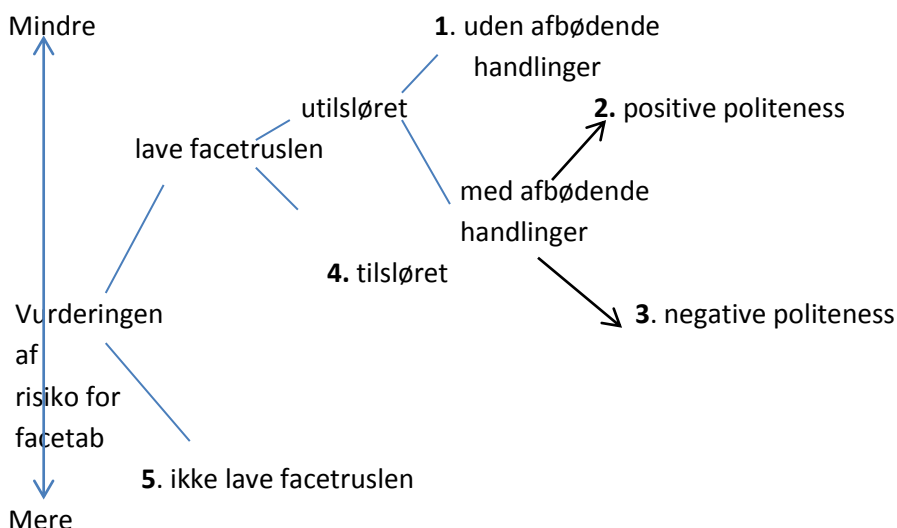 Mindre
1. uden afbødende
handlinger
utilsløret
2. positive politeness
lave facetruslen
med afbødende
handlinger
4. tilsløret
Vurderingen
af
risiko for
facetab
3. negative politeness
5. ikke lave facetruslen
Mere